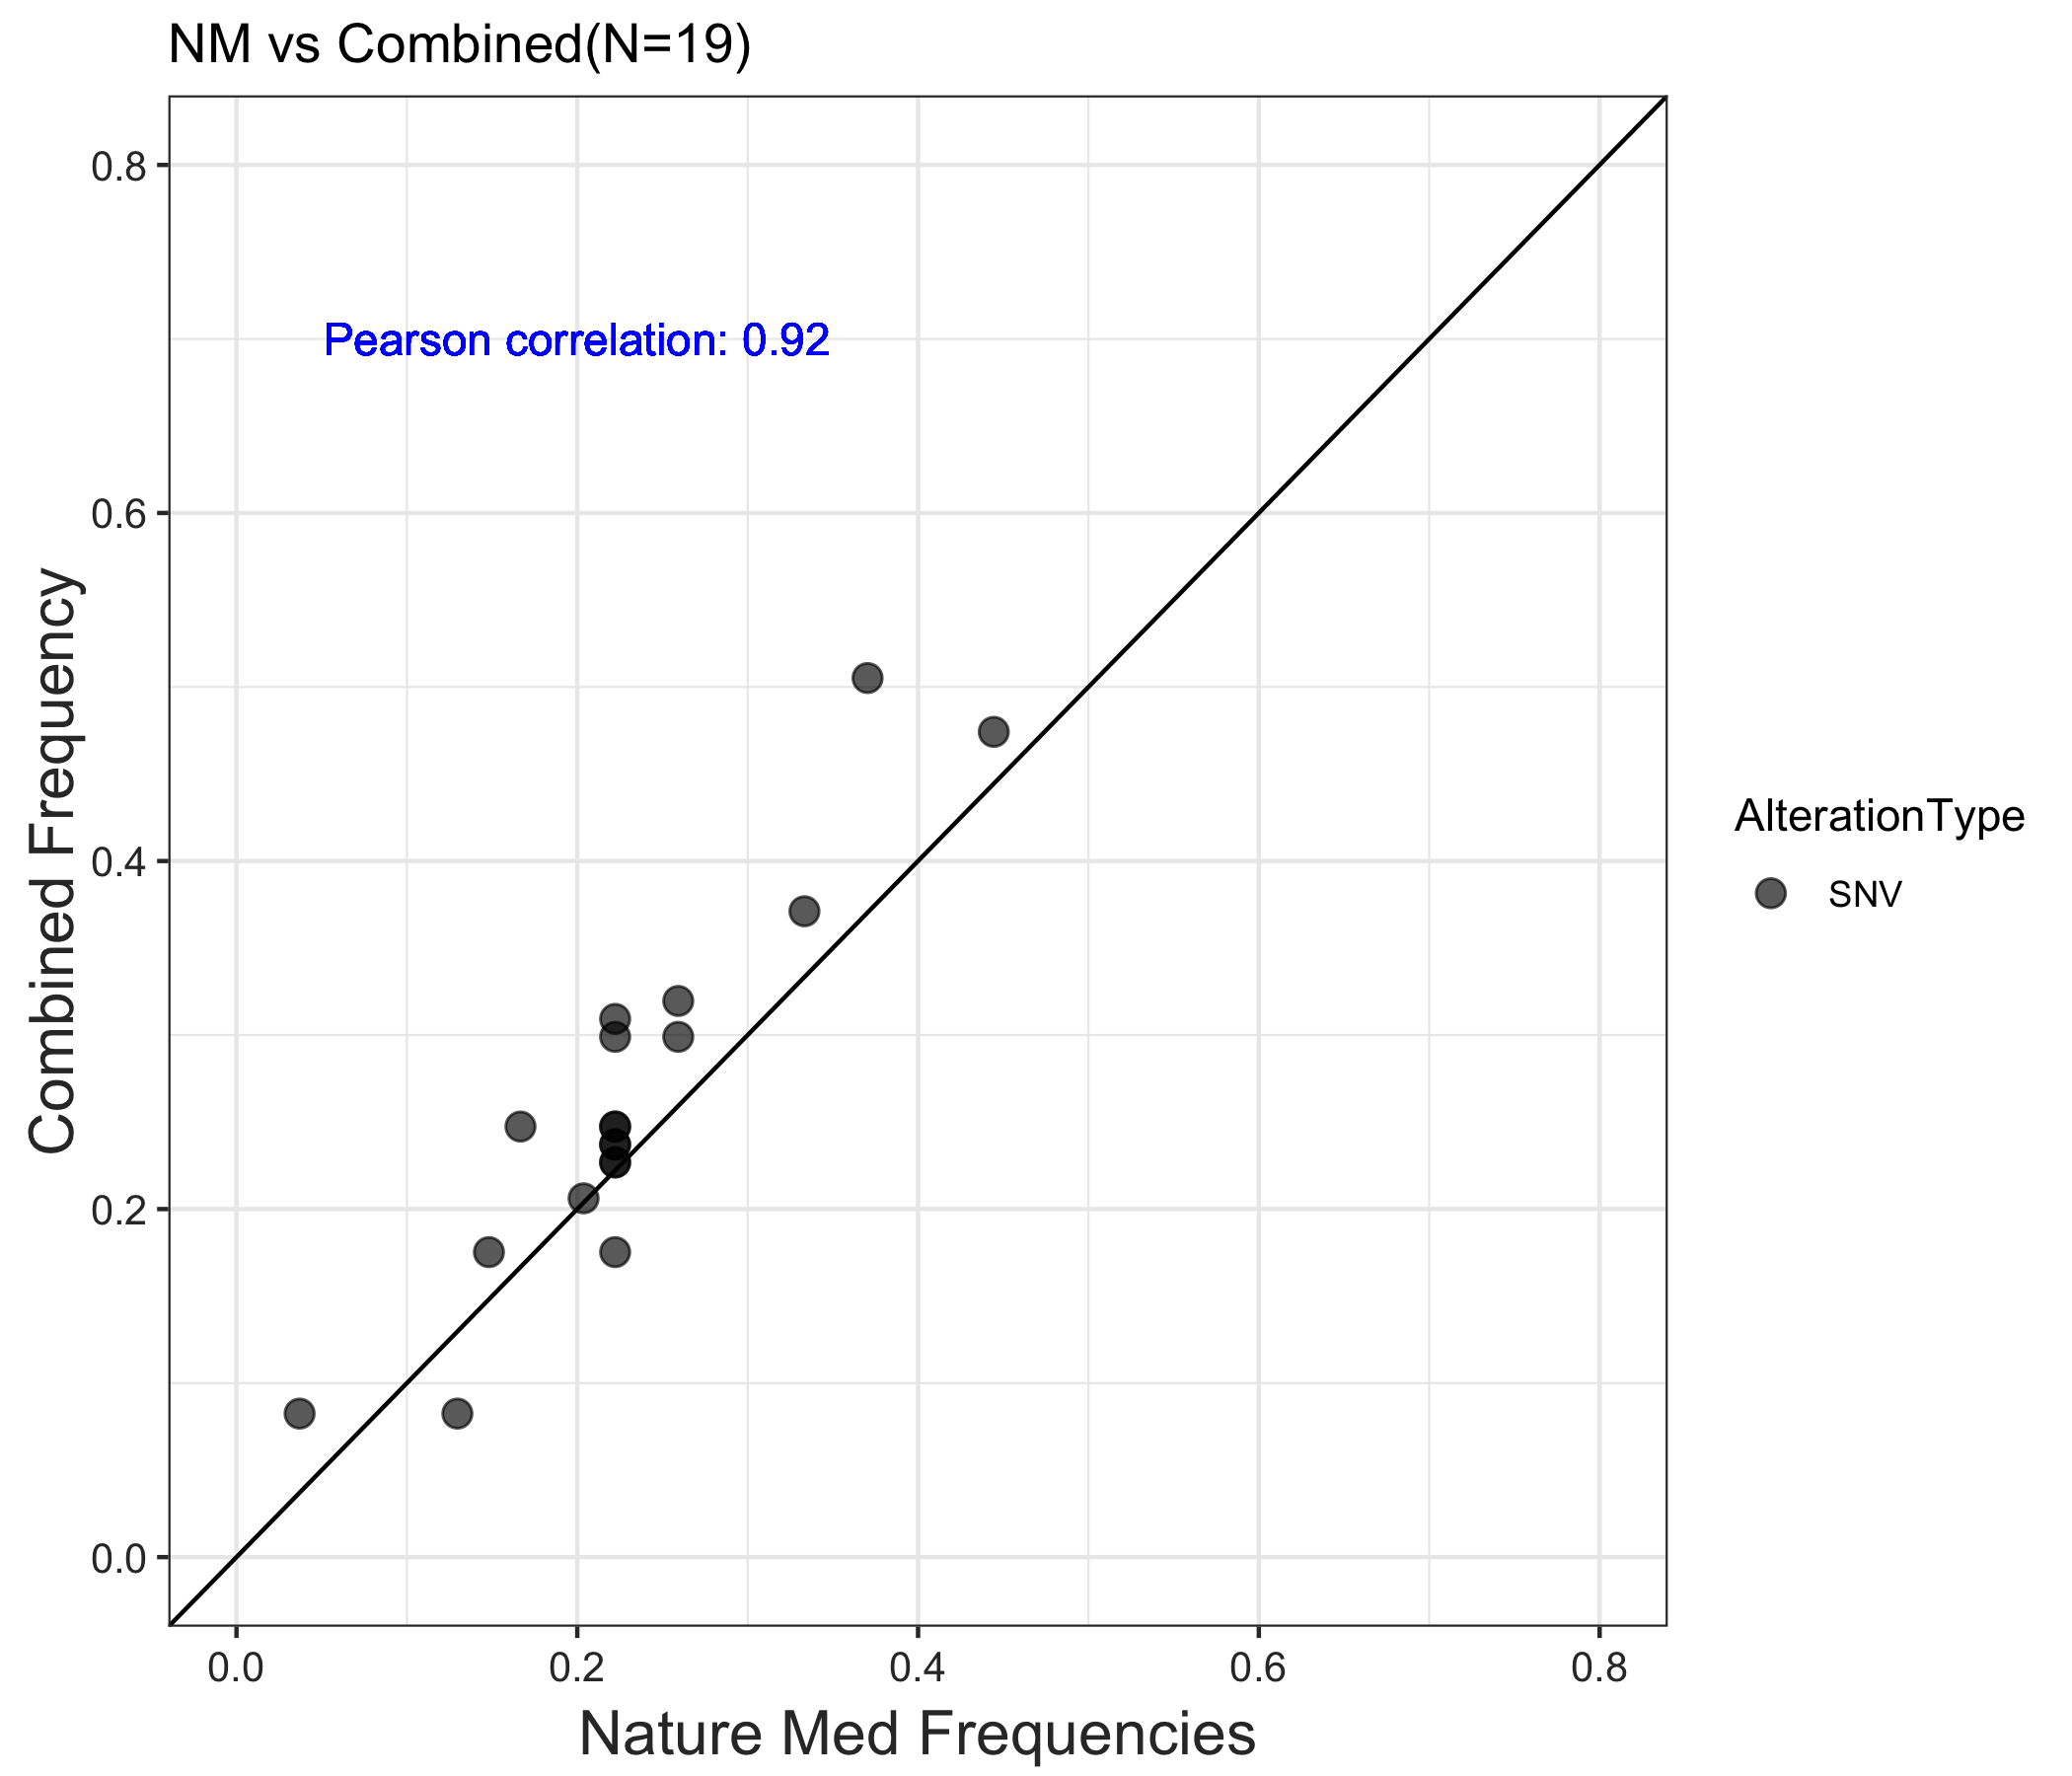 NM vs Combined(N=19)
0.8
0.6
0.4
0.2
0.0
Combined Frequency
Pearson correlation: 0.92
0.0 0.2 0.4 0.6 0.8
Nature Med Frequencies
AlterationType
SNV